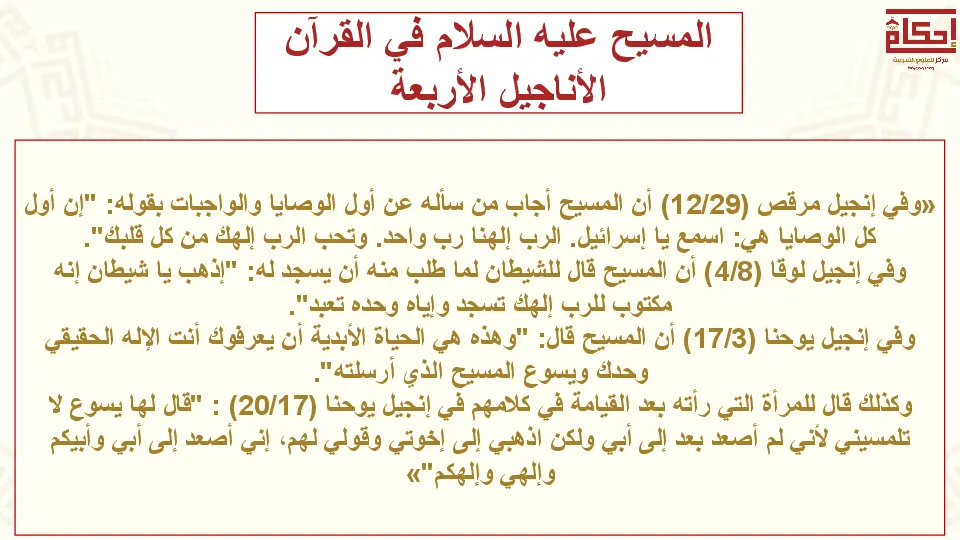 المسيح عليه السلام في القرآن
الأناجيل الأربعة
إحكام
مركز للعلوم الشرعية
«وفي إنجيل مرقص (12/29) أن المسيح أجاب من سأله عن أول الوصايا والواجبات بقوله: "إن أول
كل الوصايا هي: اسمع يا إسرائيل. الرب إلهنا رب واحد. وتحب الرب إلهك من كل قلبك".
وفي إنجيل لوقا (4/8) أن المسيح قال للشيطان لما طلب منه أن يسجد له: "إذهب يا شيطان إنه
مكتوب للرب إلهك تسجد وإياه وحده تعبد".
وفي إنجيل يوحنا (17/3) أن المسيح قال: "وهذه هي الحياة الأبدية أن يعرفوك أنت الإله الحقيقي
وحدك ويسوع المسيح الذي أرسلته".
وكذلك قال للمرأة التي رأته بعد القيامة في كلامهم في إنجيل يوحنا (20/17) : "قال لها يسوع لا
تلمسيني لأني لم أصعد بعد إلى أبي ولكن اذهبي إلى إخوتي وقولي لهم، إني أصعد إلى أبي وأبيكم
وإلهي وإلهكم"»